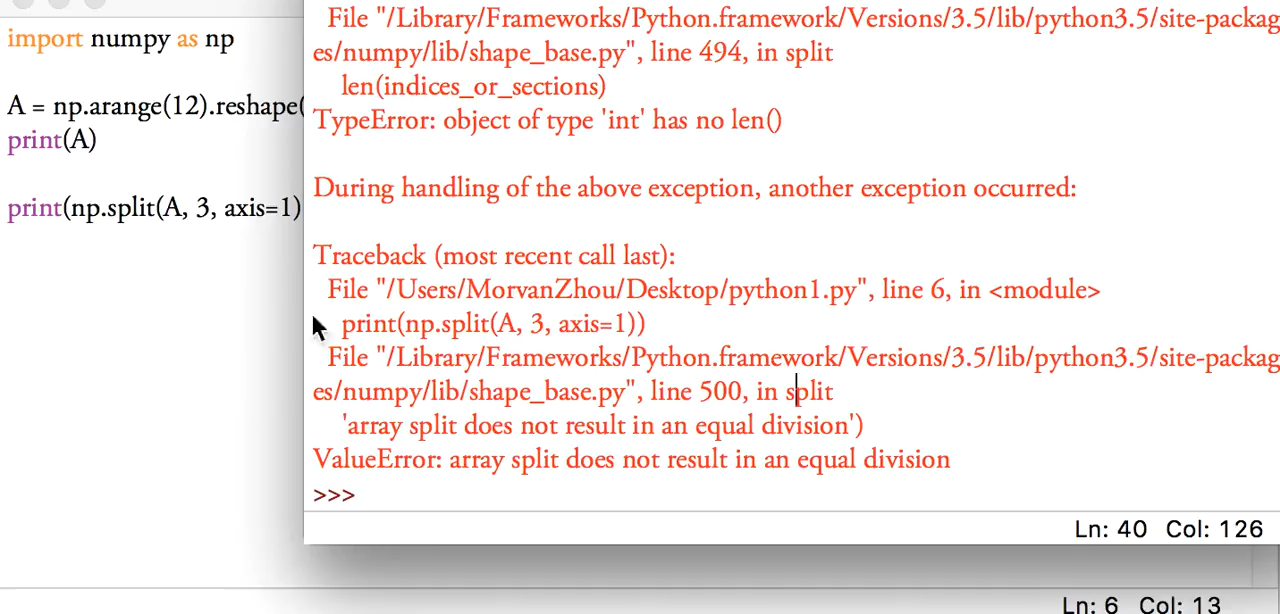 import numpy as np
A = np.arange(12).reshape(
print(A)
print(np.split(A, 3, axis=1)
File "/Library/Frameworks/Python.framework/Versions/3.5/lib/python3.5/site-packag
es/numpy/lib/shape_base.py", line 494, in split
len(indices_or_sections)
TypeError: object of type 'int' has no len()
During handling of the above exception, another exception occurred:
Traceback (most recent call last):
File "/Users/MorvanZhou/Desktop/python1.py", line 6, in <module>
print(np.split(A, 3, axis=1))
File "/Library/Frameworks/Python.framework/Versions/3.5/lib/python3.5/site-packag
es/numpy/lib/shape_base.py", line 500, in split
'array split does not result in an equal division')
ValueError: array split does not result in an equal division
>>>
Ln: 40 Col: 126
Ln: 6 Col: 13